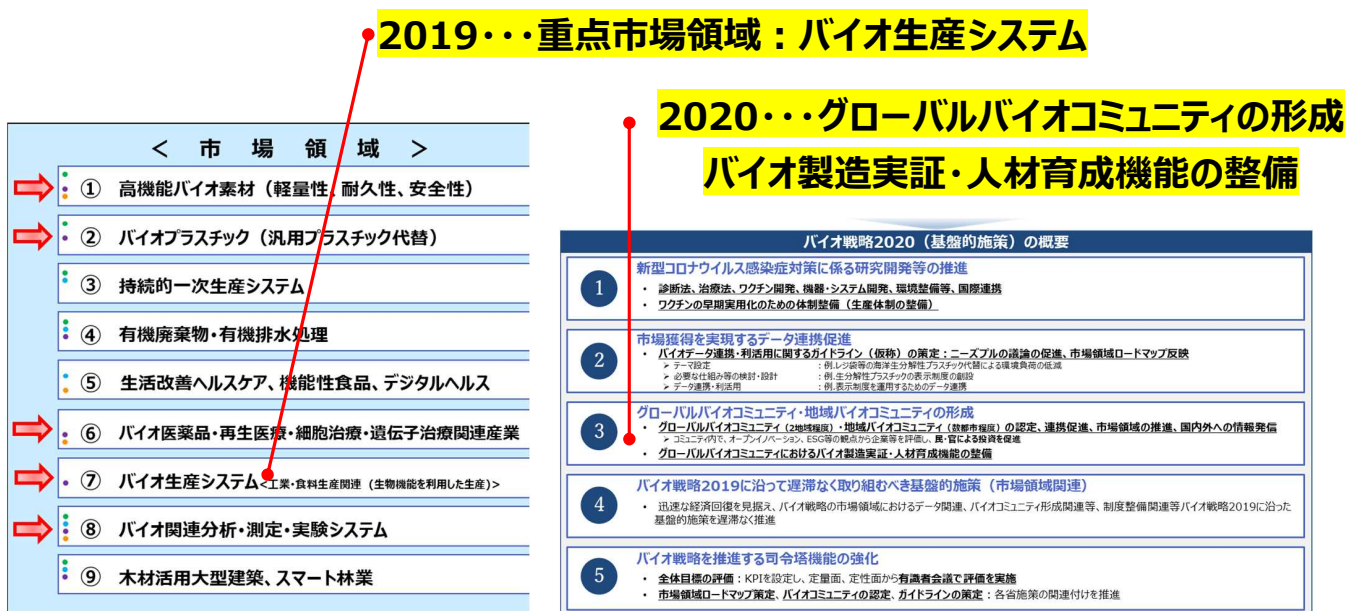 2019･･･重点市場領域：バイオ生産システム
2020･･･グローバルバイオコミュニティの形成
バイオ製造実証･人材育成機能の整備
＜ 市 場 領 域 ＞
① 高機能バイオ素材（軽量性、耐久性、安全性）
② バイオプラスチック（汎用プラスチック代替）
③ 持続的一次生産システム
④ 有機廃棄物･有機排水処理
⑤ 生活改善ヘルスケア、機能性食品、デジタルヘルス
⑥ バイオ医薬品･再生医療･細胞治療･遺伝子治療関連産業
⑦ バイオ生産システム<工業･食料生産関連（生物機能を利用した生産）>
⑧ バイオ関連分析･測定･実験システム
⑨ 木材活用大型建築、スマート林業
バイオ戦略2020（基盤的施策）の概要
1 新型コロナウイルス感染症対策に係る研究開発等の推進
・ 診断法、治療法、ワクチン開発、機器･システム開発、環境整備等、国際連携
・ ワクチンの早期実用化のための体制整備（生産体制の整備）
2 市場獲得を実現するデータ連携促進
・ バイオデータ連携･利活用に関するガイドライン（仮称）の策定：ニーズプルの議論の促進、市場領域ロードマップ反映
➢ テーマ設定 ：例.レジ袋等の海洋生分解性プラスチック代替による環境負荷の低減
➢ 必要な仕組み等の検討･設計 ：例.生分解性プラスチックの表示制度の創設
➢ データ連携･利活用 ：例.表示制度を運用するためのデータ連携
3 グローバルバイオコミュニティ･地域バイオコミュニティの形成
・ グローバルバイオコミュニティ（2地域程度）･地域バイオコミュニティ（数都市程度）の認定、連携促進、市場領域の推進、国内外への情報発信
➢ コミュニティ内で、オープンイノベーション、ESG等の観点から企業等を評価し、民･官による投資を促進
・ グローバルバイオコミュニティにおけるバイオ製造実証･人材育成機能の整備
4 バイオ戦略2019に沿って遅滞なく取り組むべき基盤的施策（市場領域関連）
・ 迅速な経済回復を見据え、バイオ戦略の市場領域におけるデータ関連、バイオコミュニティ形成関連等、制度整備関連等バイオ戦略2019に沿った
基盤的施策を遅滞なく推進
5 バイオ戦略を推進する司令塔機能の強化
・ 全体目標の評価：KPIを設定し、定量面、定性面から有識者会議で評価を実施
・ 市場領域ロードマップ策定、バイオコミュニティの認定、ガイドラインの策定：各省施策の関連付けを推進